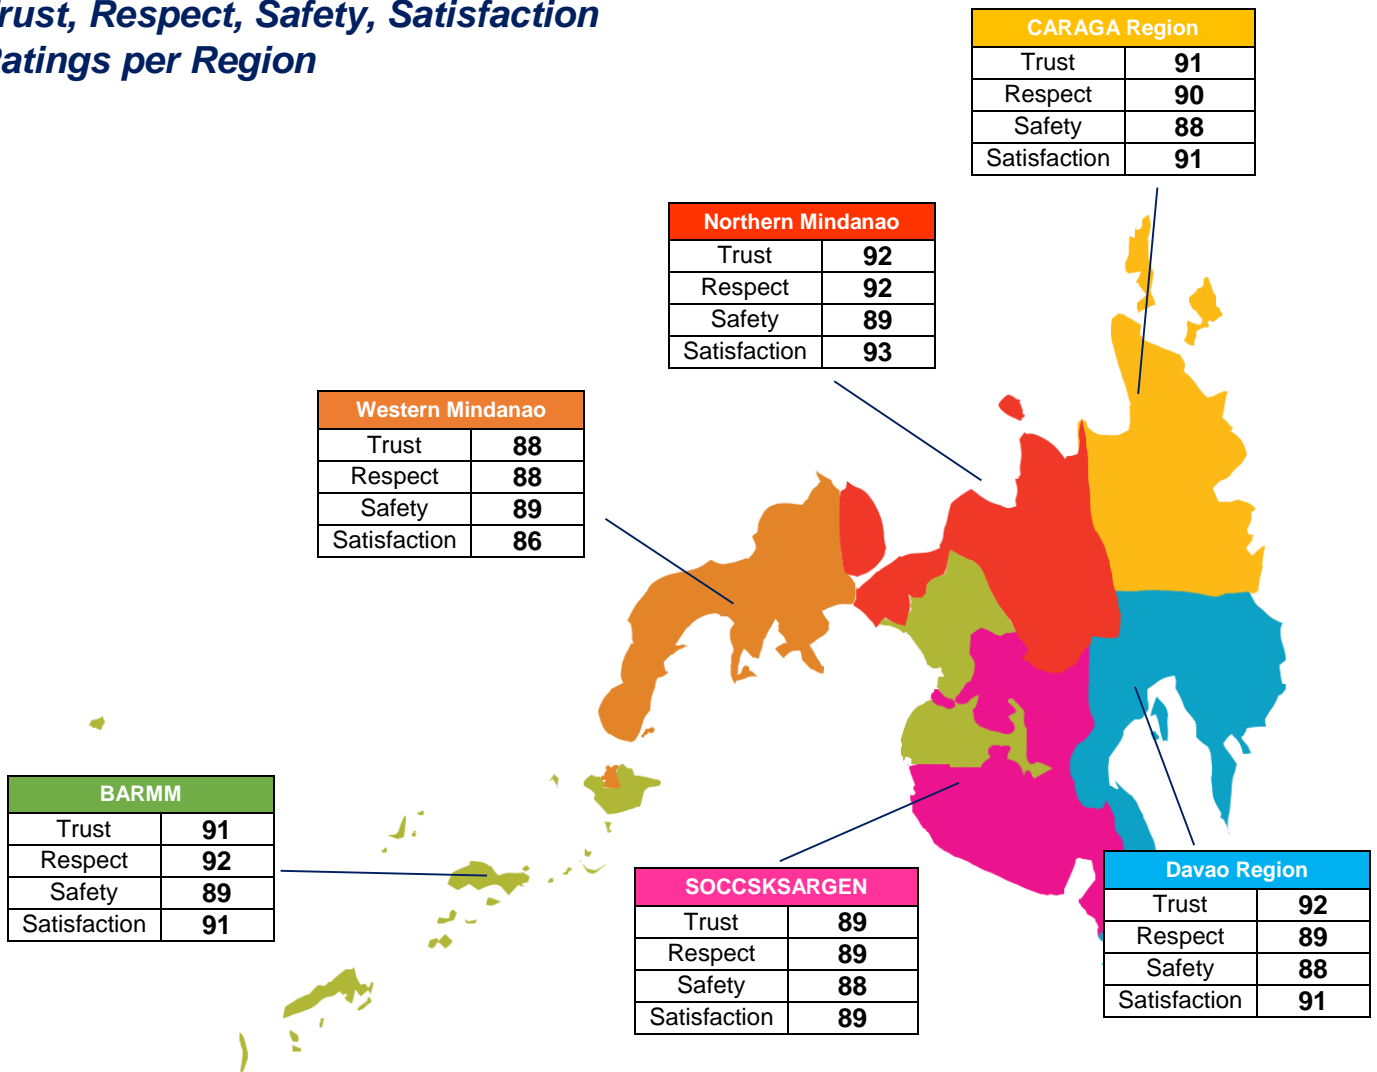 rust, Respect, Safety, Satisfaction
atings per Region
CARAGA Region
Trust 91
Respect 90
Safety 88
Satisfaction 91
Northern Mindanao
Trust 92
Respect 92
Safety 89
Satisfaction 93
Western Mindanao
Trust 88
Respect 88
Safety 89
Satisfaction 86
BARMM
Trust 91
Respect 92
Safety 89
Satisfaction 91
SOCCSKSARGEN
Trust 89
Respect 89
Safety 88
Satisfaction 89
Davao Region
Trust 92
Respect 89
Safety 88
Satisfaction 91